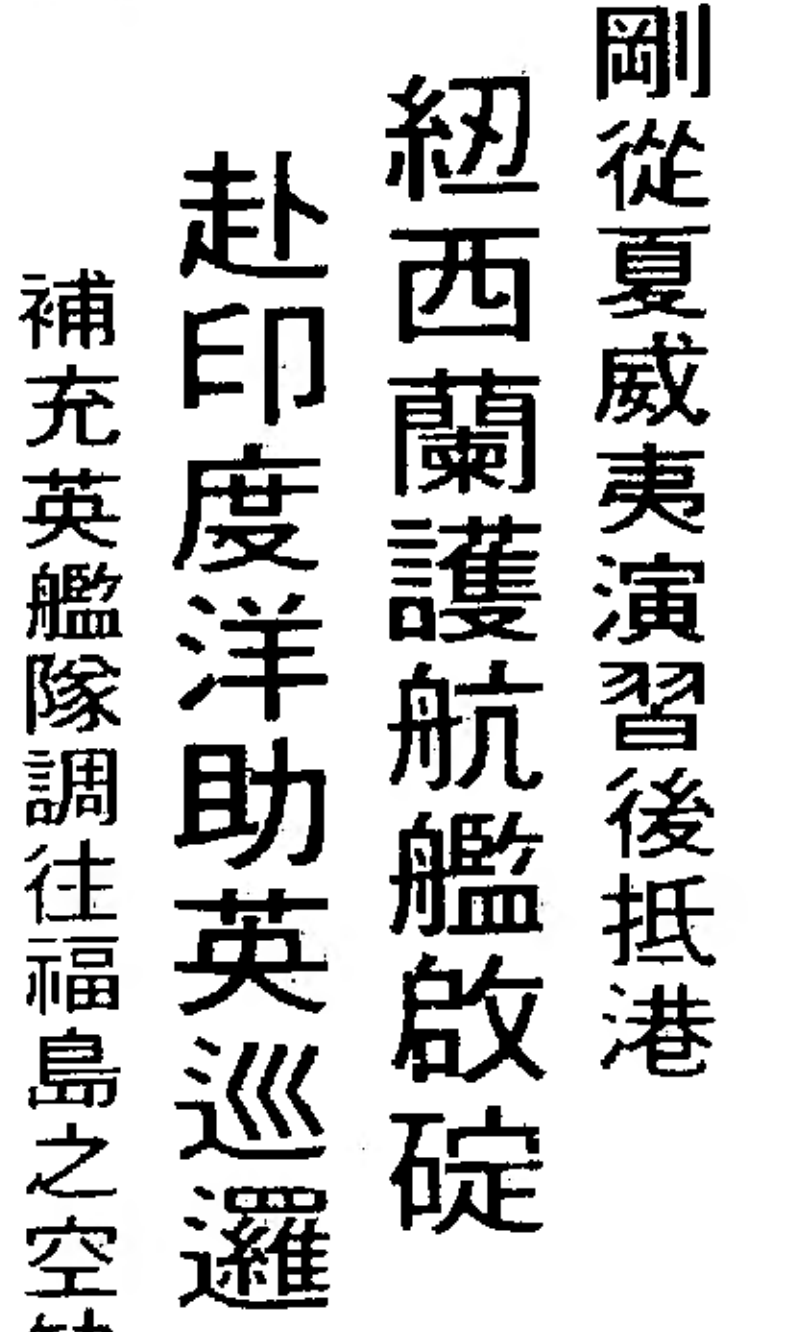 剛從夏威夷演習後抵港
紐西蘭護航艦啟碇
赴印度洋助英巡邏
補充英艦隊調往福島之空